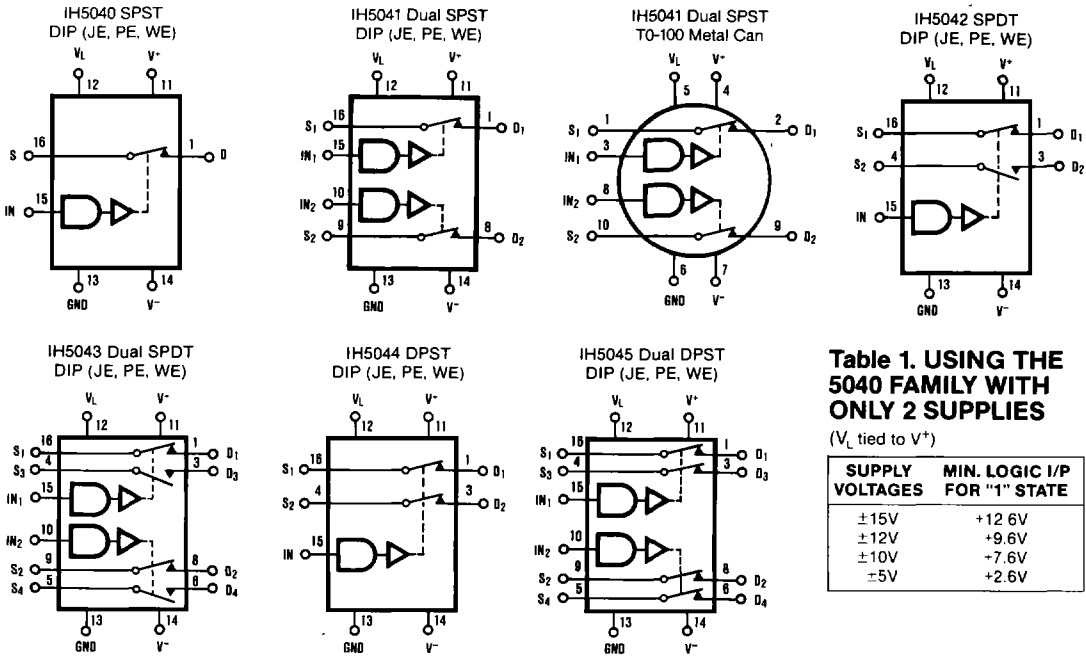 IH5040 SPST
DIP (JE, PE, WE)
VL
V+
12
11
16
S
1
D
15
IN
13
14
GND
V−
IH5041 Dual SPST
DIP (JE, PE, WE)
VL
V+
12
11
S1
16
1
D1
IN1
15
IN2
10
S2
9
8
D2
13
14
GND
V−
IH5041 Dual SPST
T0-100 Metal Can
VL
V+
5
4
S1
1
2
D1
IN1
3
IN2
8
S2
10
9
D2
6
7
GND
V−
IH5042 SPDT
DIP (JE, PE, WE)
VL
V+
12
11
S1
16
1
D1
S2
4
3
D2
IN
15
13
14
GND
V−
IH5043 Dual SPDT
DIP (JE, PE, WE)
VL
V+
12
11
S1
16
1
D1
S3
4
3
D3
IN1
15
IN2
10
S2
9
8
D2
S4
5
6
D4
13
14
GND
V−
IH5044 DPST
DIP (JE, PE, WE)
VL
V+
12
11
S1
16
1
D1
S2
4
3
D2
IN
15
13
14
GND
V−
IH5045 Dual DPST
DIP (JE, PE, WE)
VL
V+
12
11
S1
16
1
D1
S3
4
3
D3
IN1
15
IN2
10
S2
9
8
D2
S4
5
6
D4
13
14
GND
V−
Table 1. USING THE
5040 FAMILY WITH
ONLY 2 SUPPLIES
(VL tied to V+)
SUPPLY VOLTAGES MIN. LOGIC I/P FOR "1" STATE
±15V +12 6V
±12V +9.6V
±10V +7.6V
±5V +2.6V